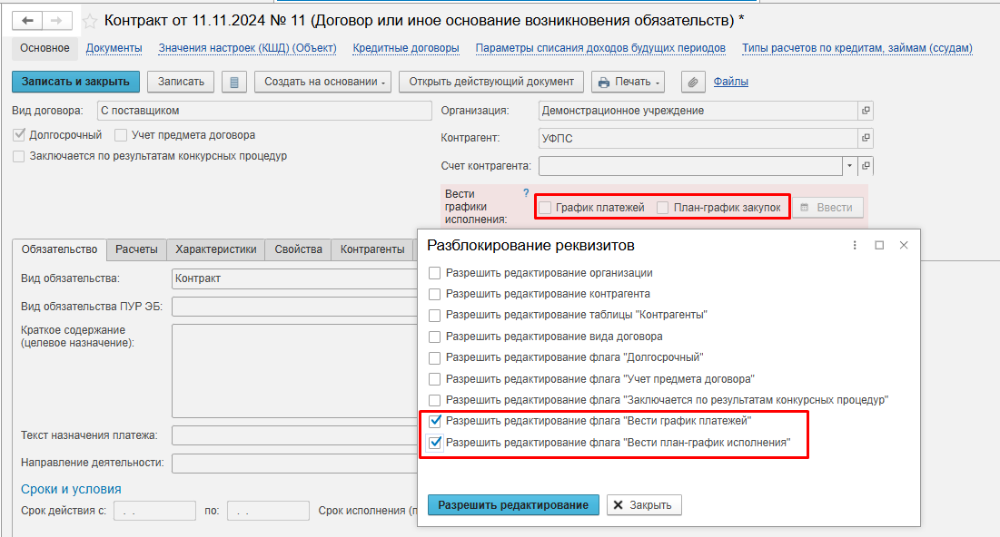 Контракт от 11.11.2024 № 11 (Договор или иное основание возникновения обязательств) *
Основное Документы Значения настроек (КШД) (Объект) Кредитные договоры Параметры списания доходов будущих периодов Типы расчетов по кредитам, займам (ссудам)
Записать и закрыть Записать Создать на основании Открыть действующий документ Печать Файлы
Вид договора: С поставщиком Организация: Демонстрационное учреждение
Долгосрочный Учет предмета договора Контрагент: УФПС
Заключается по результатам конкурсных процедур Счет контрагента:
Вести
графики
исполнения: ? График платежей План-график закупок Ввести
Обязательство Расчеты Характеристики Свойства Контрагенты
Вид обязательства: Контракт
Вид обязательства ПУР ЭБ:
Краткое содержание
(целевое назначение):
Текст назначения платежа:
Направление деятельности:
Сроки и условия
Срок действия с: . . по: . . Срок исполнения (п
Разблокирование реквизитов
Разрешить редактирование организации
Разрешить редактирование контрагента
Разрешить редактирование таблицы "Контрагенты"
Разрешить редактирование вида договора
Разрешить редактирование флага "Долгосрочный"
Разрешить редактирование флага "Учет предмета договора"
Разрешить редактирование флага "Заключается по результатам конкурсных процедур"
Разрешить редактирование флага "Вести график платежей"
Разрешить редактирование флага "Вести план-график исполнения"
Разрешить редактирование Закрыть